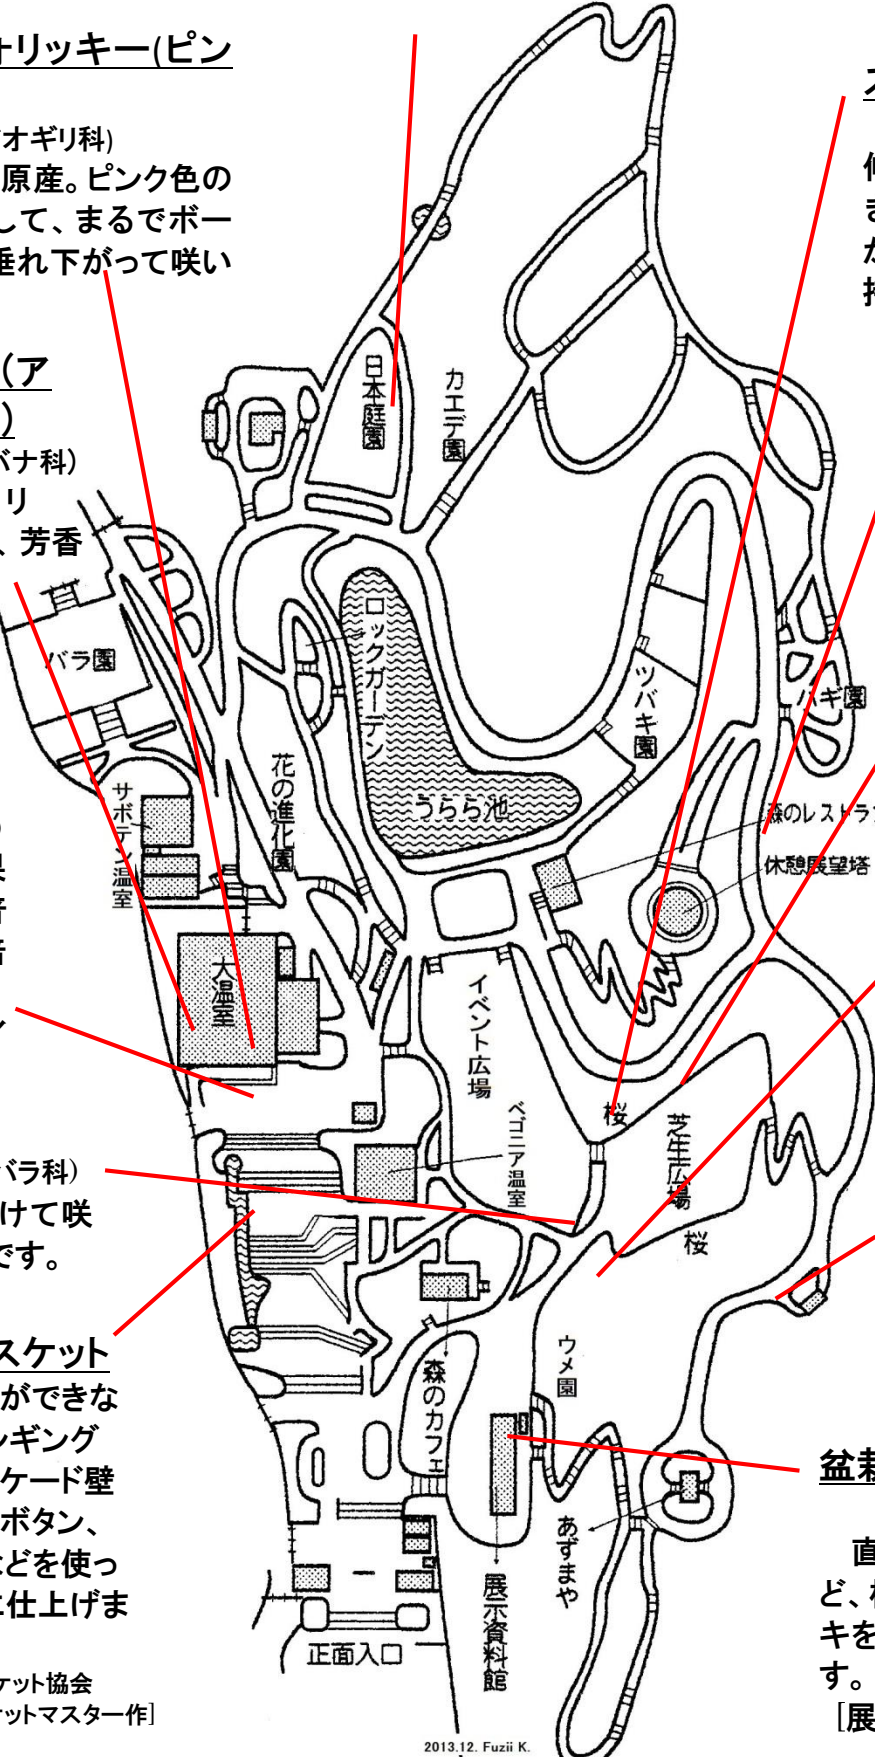 ォリッキー(ピン
オギリ科)
原産。ピンク色の
して、まるでボー
垂れ下がって咲い
(ア
)
バナ科)
リ
、芳香
バラ科)
けて咲
です。
スケット
ができな
ンギング
ケード壁
ボタン、
などを使っ
に仕上げま
ケット協会
ケットマスター作]
日本庭園
カエデ園
バラ園
ロックガーデン
ツバキ園
ハギ園
花の進化園
うらら池
サボテン温室
森のレストラン
休憩展望塔
大温室
イベント広場
桜
芝生広場
ベゴニア温室
桜
ウメ園
森のカフェ
あずまや
展示資料館
正面入口
盆栽
直
ど、
キを
す。
[展
2013.12. Fuzii K.